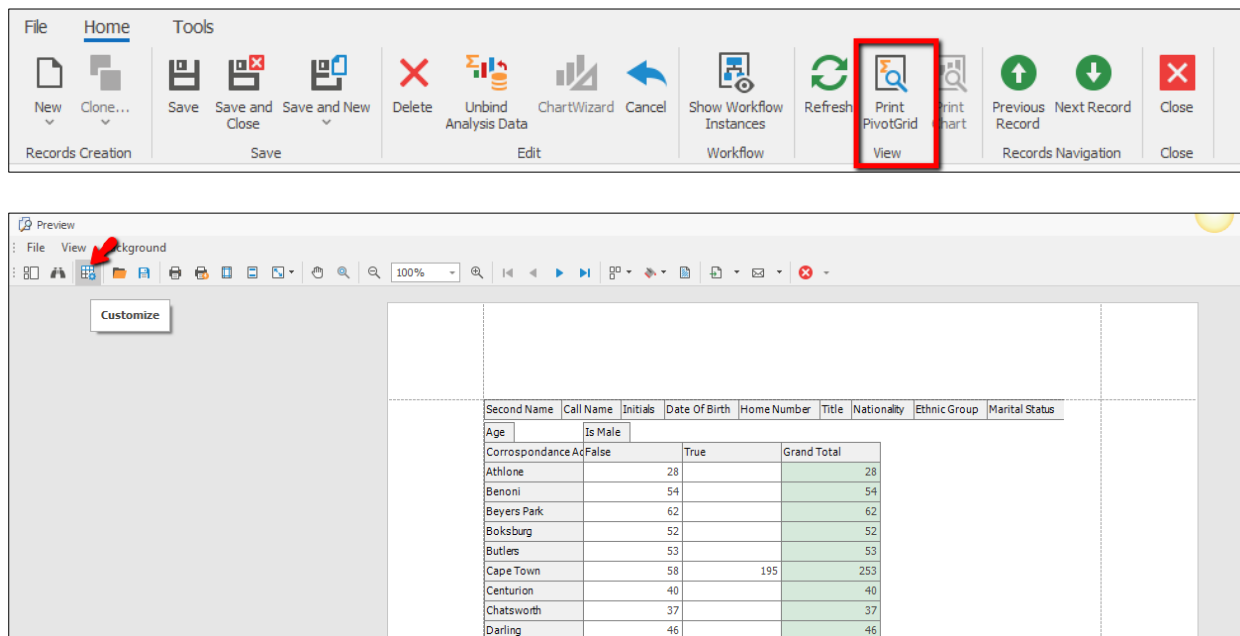 File Home Tools
New Clone... Save Save and Close Save and New Delete Unbind Analysis Data ChartWizard Cancel Show Workflow Instances Refresh Print PivotGrid Print Chart Previous Record Next Record Close
Records Creation Save Edit Workflow View Records Navigation Close
Preview
File View Background
100%
Customize
Second Name Call Name Initials Date Of Birth Home Number Title Nationality Ethnic Group Marital Status
Age Is Male
Corrospondance Ad False True Grand Total
Athlone 28 28
Benoni 54 54
Beyers Park 62 62
Boksburg 52 52
Butlers 53 53
Cape Town 58 195 253
Centurion 40 40
Chatsworth 37 37
Darling 46 46